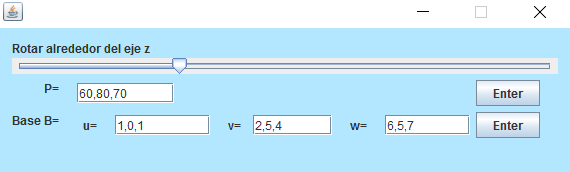 Rotar alrededor del eje z
P= 60,80,70 Enter
Base B= u= 1,0,1 v= 2,5,4 w= 6,5,7 Enter